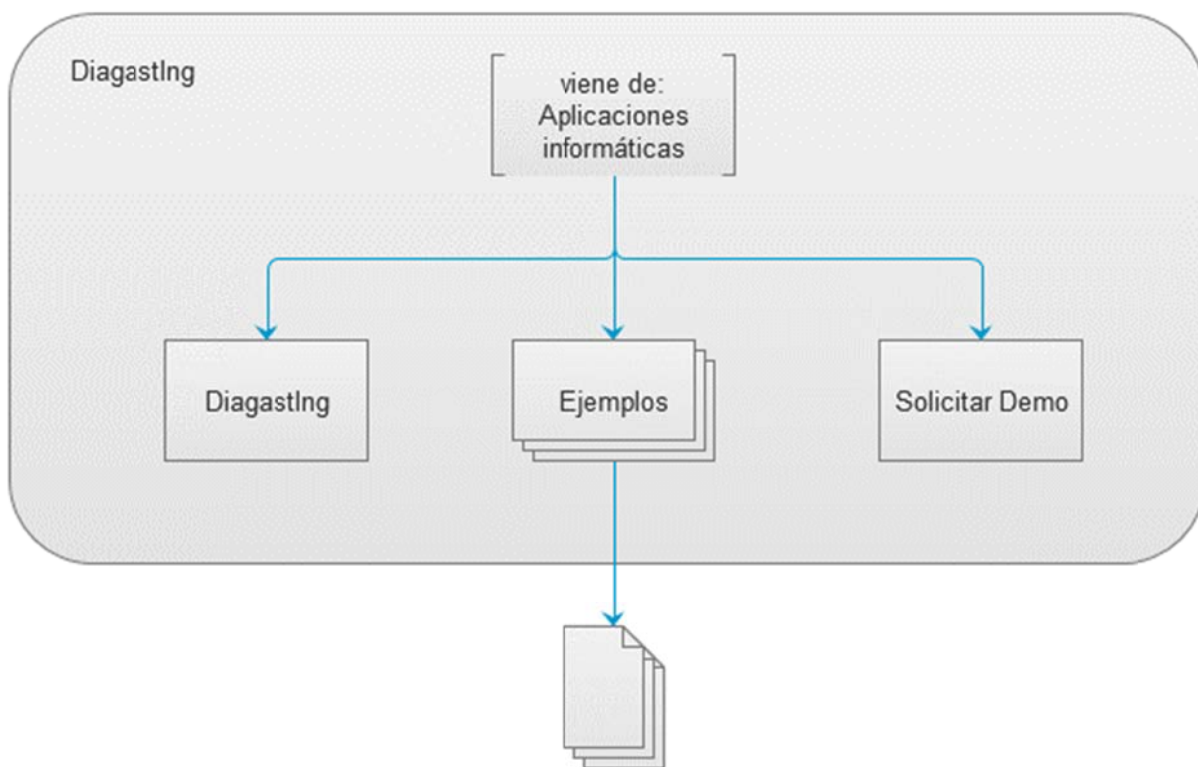 DiagastIng
viene de:
Aplicaciones
informáticas
DiagastIng
Ejemplos
Solicitar Demo